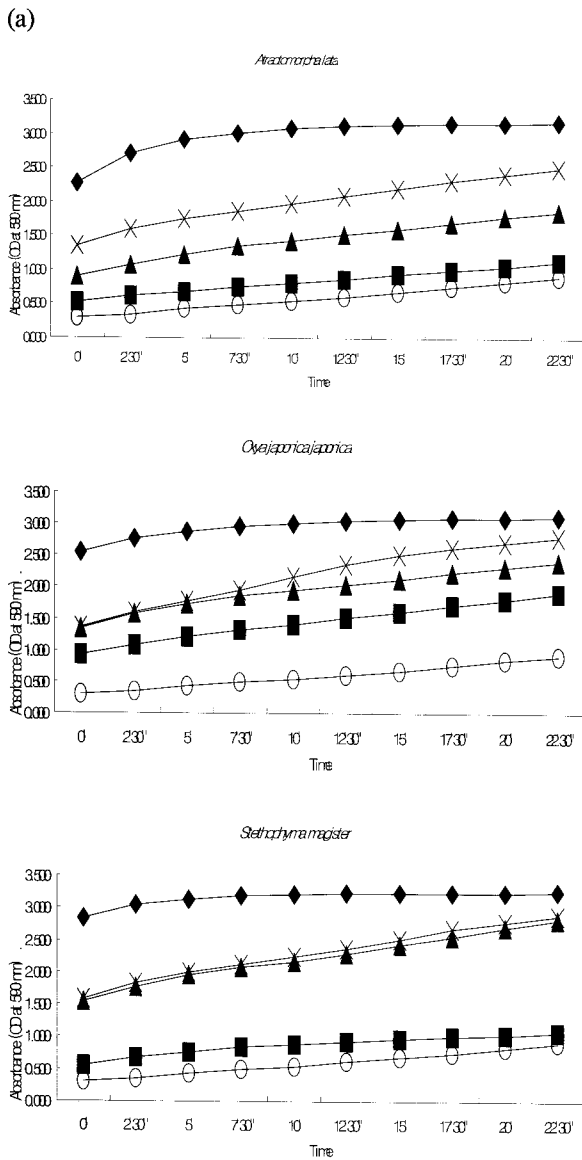 (a)
Atractomorpha lata
3.500
3.000
2.500
2.000
1.500
1.000
0.500
0.000
Absorbance (OD at 590 nm)
0' 2'30" 5' 7'30" 10' 12'30" 15' 17'30" 20' 22'30"
Time
Oxya japonica japonica
3.500
3.000
2.500
2.000
1.500
1.000
0.500
0.000
Absorbance (OD at 590 nm)
0' 2'30" 5' 7'30" 10' 12'30" 15' 17'30" 20' 22'30"
Time
Stethophyma magister
3.500
3.000
2.500
2.000
1.500
1.000
0.500
0.000
Absorbance (OD at 590 nm)
0' 2'30" 5' 7'30" 10' 12'30" 15' 17'30" 20' 22'30"
Time